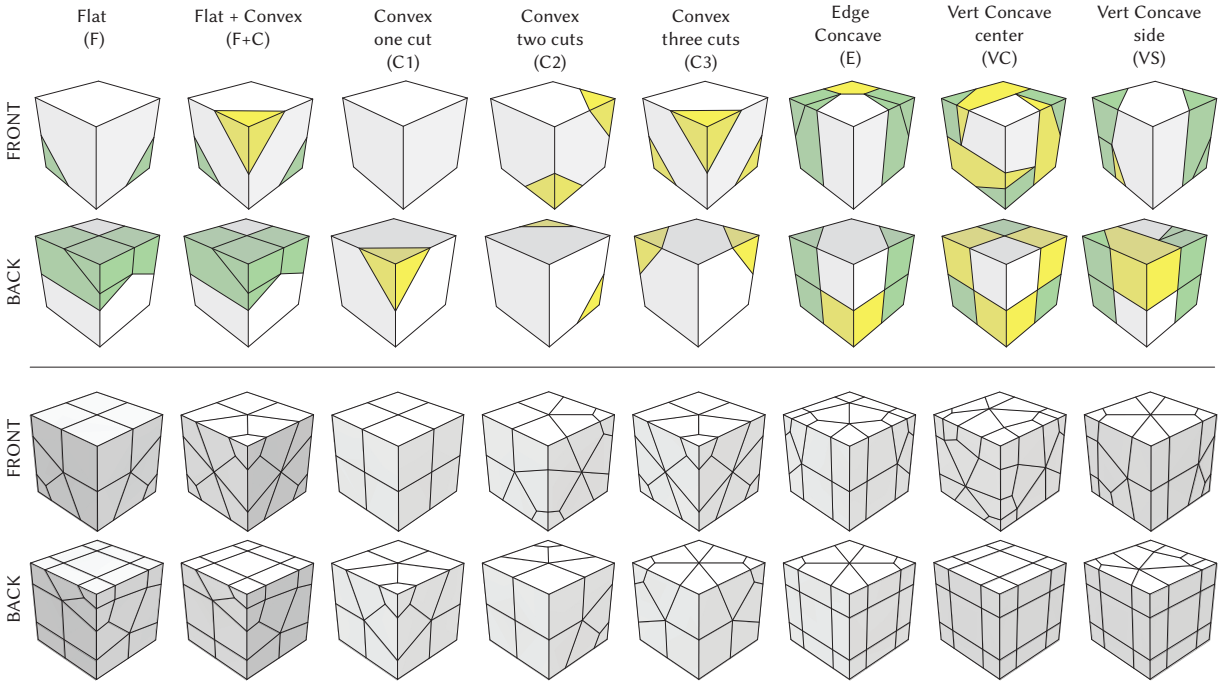 Flat
(F)
Flat + Convex
(F+C)
Convex
one cut
(C1)
Convex
two cuts
(C2)
Convex
three cuts
(C3)
Edge
Concave
(E)
Vert Concave
center
(VC)
Vert Concave
side
(VS)
FRONT
BACK
FRONT
BACK